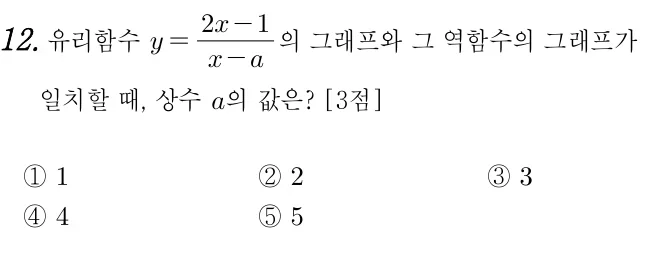 12. 유리함수 y = \frac{2x-1}{x-a} 의 그래프와 그 역함수의 그래프가
일치할 때, 상수 a의 값은? [3점]
① 1 ② 2 ③ 3
④ 4 ⑤ 5